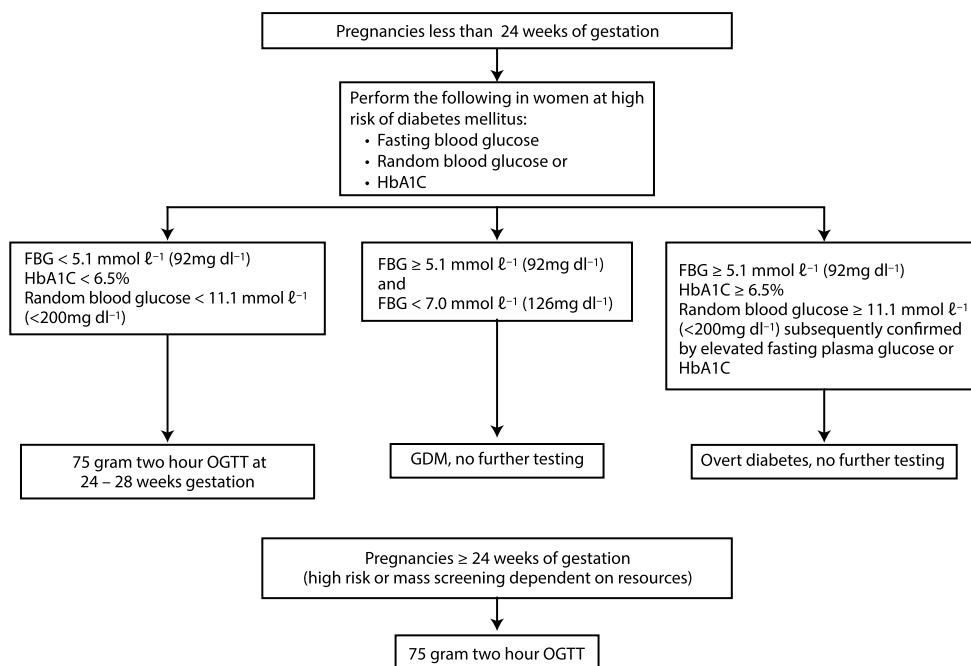 Pregnancies less than 24 weeks of gestation
Perform the following in women at high
risk of diabetes mellitus:
• Fasting blood glucose
• Random blood glucose or
• HbA1C
FBG < 5.1 mmol ℓ⁻¹ (92mg dl⁻¹)
HbA1C < 6.5%
Random blood glucose < 11.1 mmol ℓ⁻¹
(<200mg dl⁻¹)
FBG ≥ 5.1 mmol ℓ⁻¹ (92mg dl⁻¹)
and
FBG < 7.0 mmol ℓ⁻¹ (126mg dl⁻¹)
FBG ≥ 5.1 mmol ℓ⁻¹ (92mg dl⁻¹)
HbA1C ≥ 6.5%
Random blood glucose ≥ 11.1 mmol ℓ⁻¹
(<200mg dl⁻¹) subsequently confirmed
by elevated fasting plasma glucose or
HbA1C
75 gram two hour OGTT at
24 – 28 weeks gestation
GDM, no further testing
Overt diabetes, no further testing
Pregnancies ≥ 24 weeks of gestation
(high risk or mass screening dependent on resources)
75 gram two hour OGTT